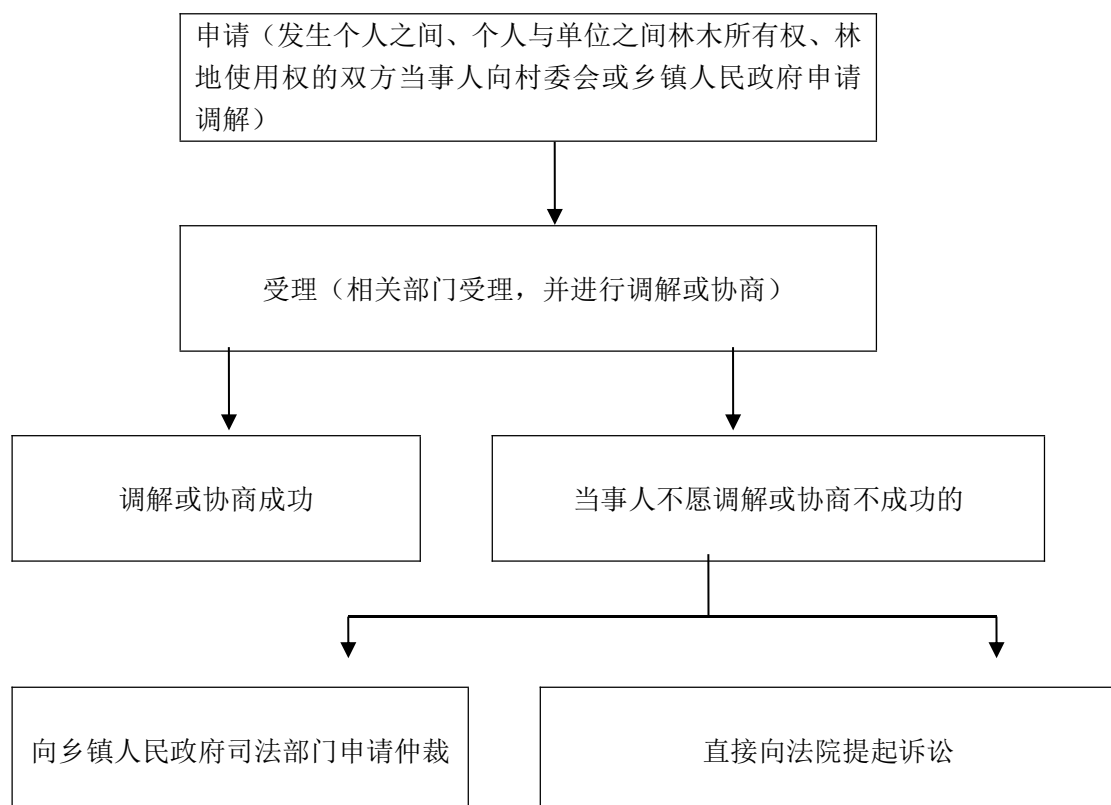 申请（发生个人之间、个人与单位之间林木所有权、林
地使用权的双方当事人向村委会或乡镇人民政府申请
调解）
受理（相关部门受理，并进行调解或协商）
调解或协商成功
当事人不愿调解或协商不成功的
向乡镇人民政府司法部门申请仲裁
直接向法院提起诉讼